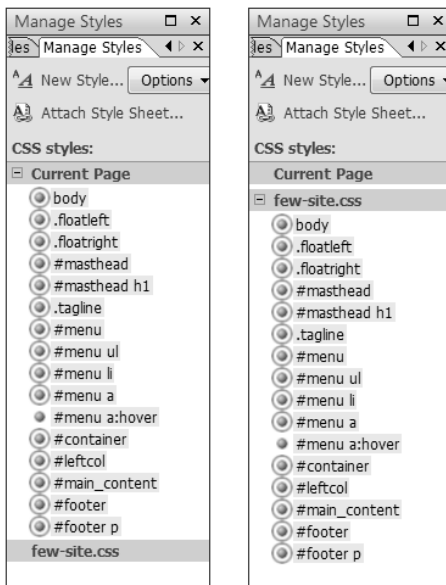 Manage Styles
les Manage Styles
New Style... Options
Attach Style Sheet...
CSS styles:
Current Page
body
.floatleft
.floatright
#masthead
#masthead h1
.tagline
#menu
#menu ul
#menu li
#menu a
#menu a:hover
#container
#leftcol
#main_content
#footer
#footer p
few-site.css
Manage Styles
les Manage Styles
New Style... Options
Attach Style Sheet...
CSS styles:
Current Page
few-site.css
body
.floatleft
.floatright
#masthead
#masthead h1
.tagline
#menu
#menu ul
#menu li
#menu a
#menu a:hover
#container
#leftcol
#main_content
#footer
#footer p